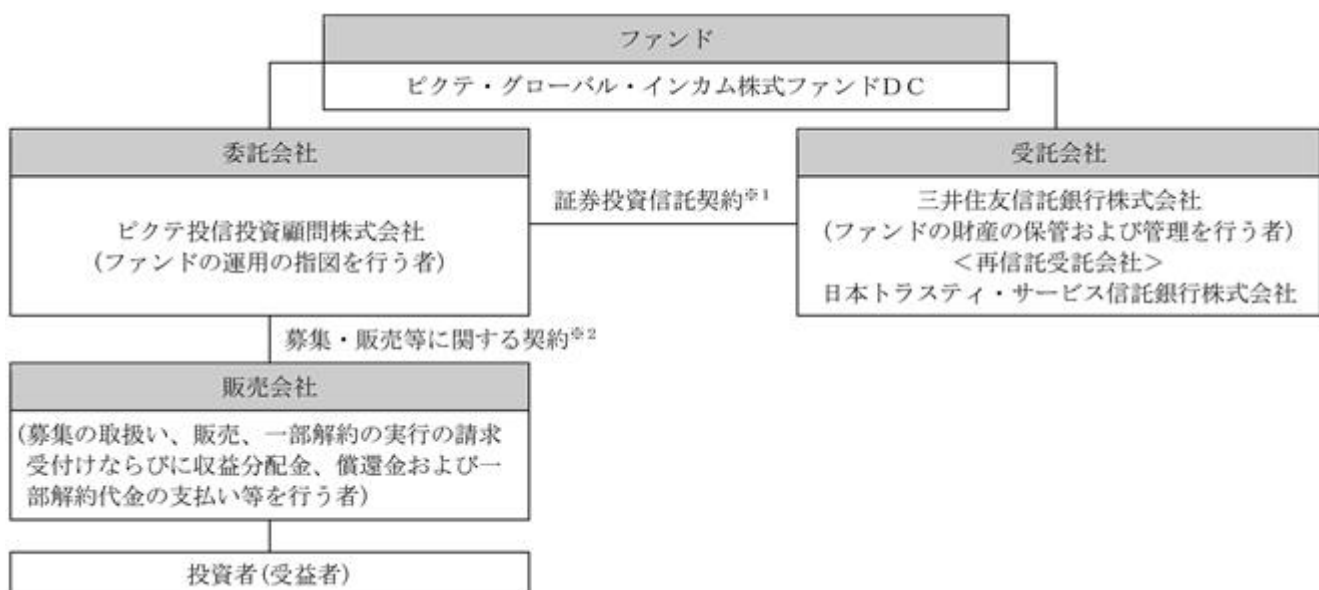 ファンド
ピクテ・グローバル・インカム株式ファンドＤＣ
委託会社
ピクテ投信投資顧問株式会社
(ファンドの運用の指図を行う者)
証券投資信託契約※1
受託会社
三井住友信託銀行株式会社
(ファンドの財産の保管および管理を行う者)
＜再信託受託会社＞
日本トラスティ・サービス信託銀行株式会社
募集・販売等に関する契約※2
販売会社
(募集の取扱い、販売、一部解約の実行の請求
受付けならびに収益分配金、償還金および一
部解約代金の支払い等を行う者)
投資者(受益者)